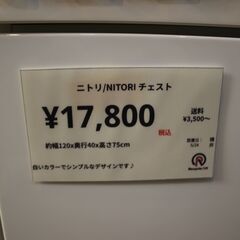 ニトリ/NITORI チェスト
¥17,800
税込
送料
¥3,500~
約幅120x奥行40x高さ75cm
5/24
白いカラーでシンプルなデザインです♪